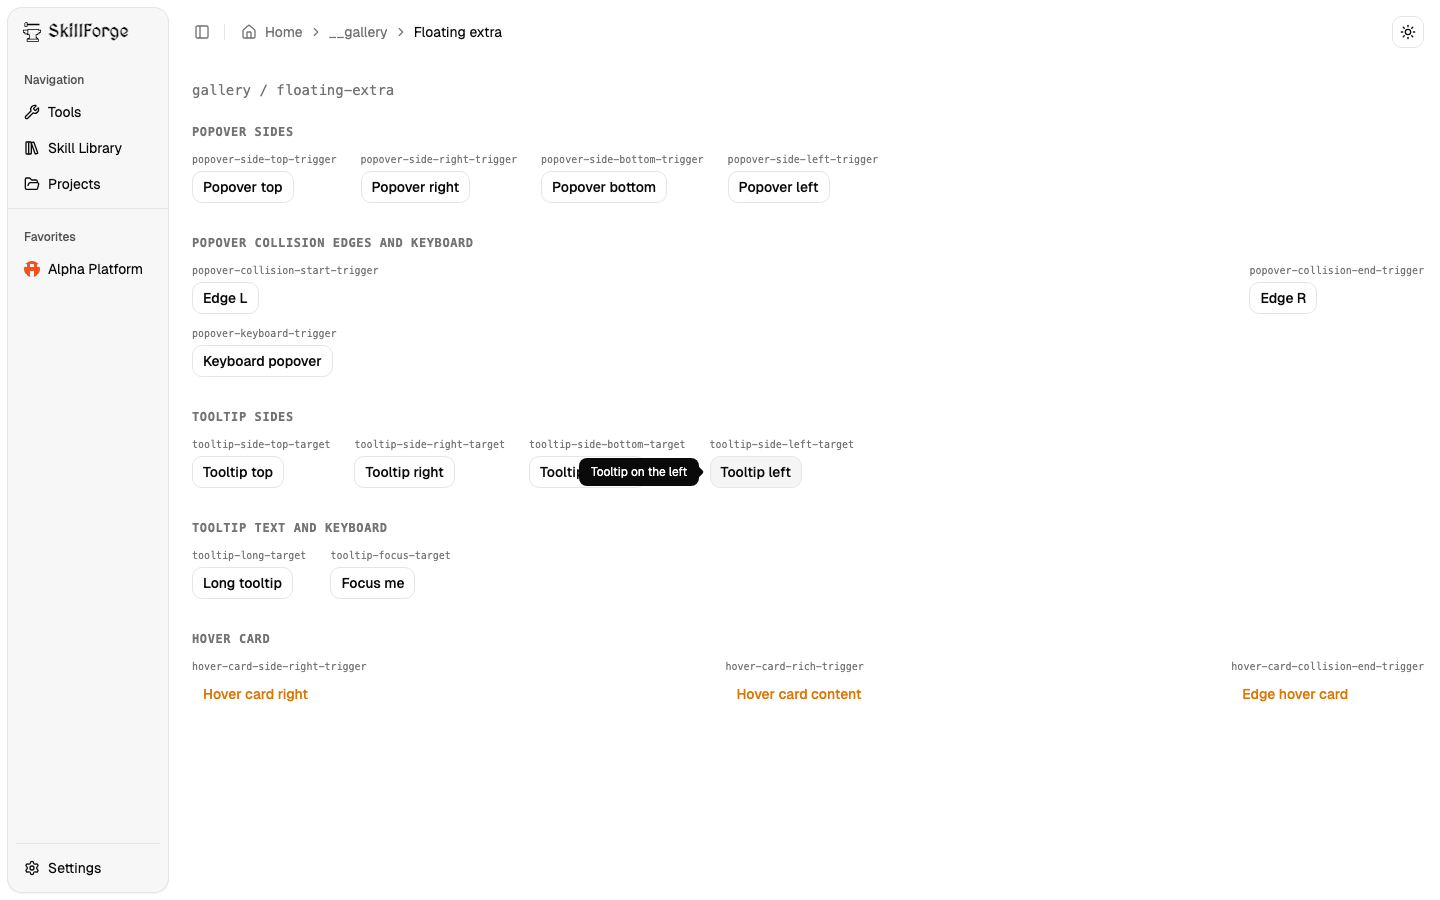 SkillForge
Navigation
Tools
Skill Library
Projects
Favorites
Alpha Platform
Settings
Home
__gallery
Floating extra
gallery / floating-extra
POPOVER SIDES
popover-side-top-trigger
popover-side-right-trigger
popover-side-bottom-trigger
popover-side-left-trigger
Popover top
Popover right
Popover bottom
Popover left
POPOVER COLLISION EDGES AND KEYBOARD
popover-collision-start-trigger
popover-collision-end-trigger
Edge L
Edge R
popover-keyboard-trigger
Keyboard popover
TOOLTIP SIDES
tooltip-side-top-target
tooltip-side-right-target
tooltip-side-bottom-target
tooltip-side-left-target
Tooltip top
Tooltip right
Tooltip on the left
Tooltip left
TOOLTIP TEXT AND KEYBOARD
tooltip-long-target
tooltip-focus-target
Long tooltip
Focus me
HOVER CARD
hover-card-side-right-trigger
hover-card-rich-trigger
hover-card-collision-end-trigger
Hover card right
Hover card content
Edge hover card